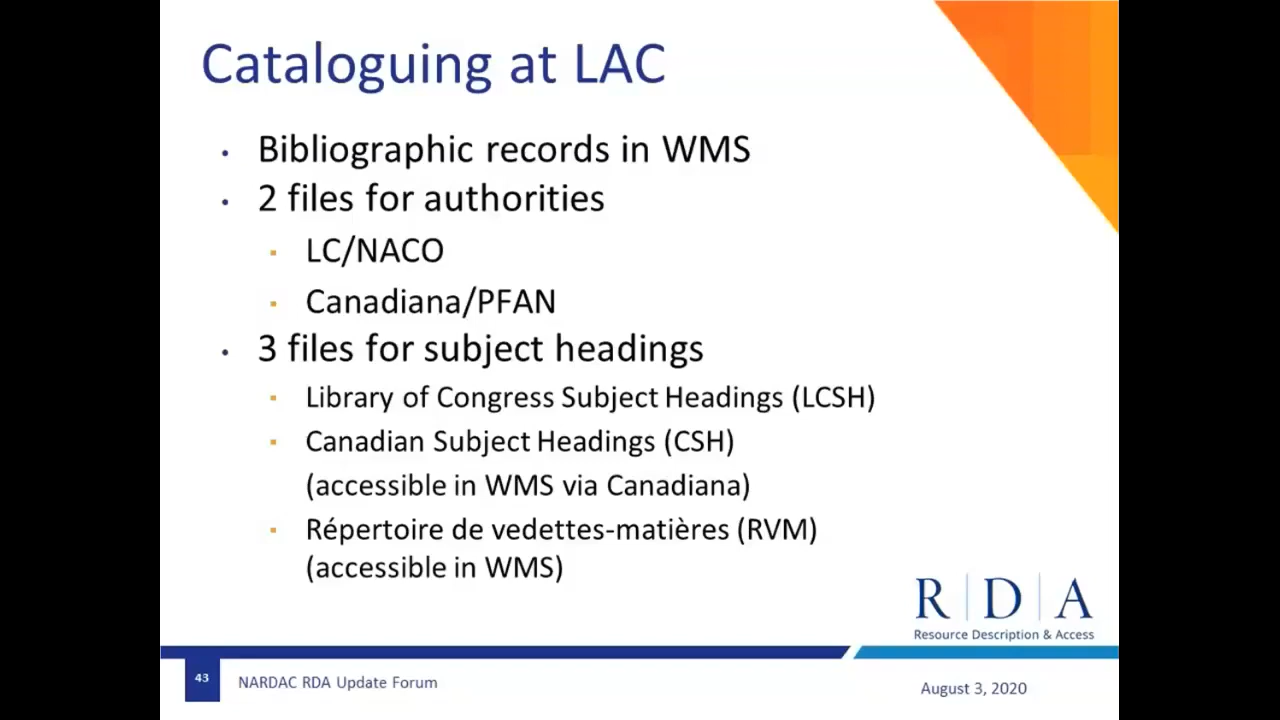 Cataloguing at LAC
• Bibliographic records in WMS
• 2 files for authorities
▪ LC/NACO
▪ Canadiana/PFAN
• 3 files for subject headings
▪ Library of Congress Subject Headings (LCSH)
▪ Canadian Subject Headings (CSH)
(accessible in WMS via Canadiana)
▪ Répertoire de vedettes-matières (RVM)
(accessible in WMS)
R|D|A
Resource Description & Access
43
NARDAC RDA Update Forum
August 3, 2020